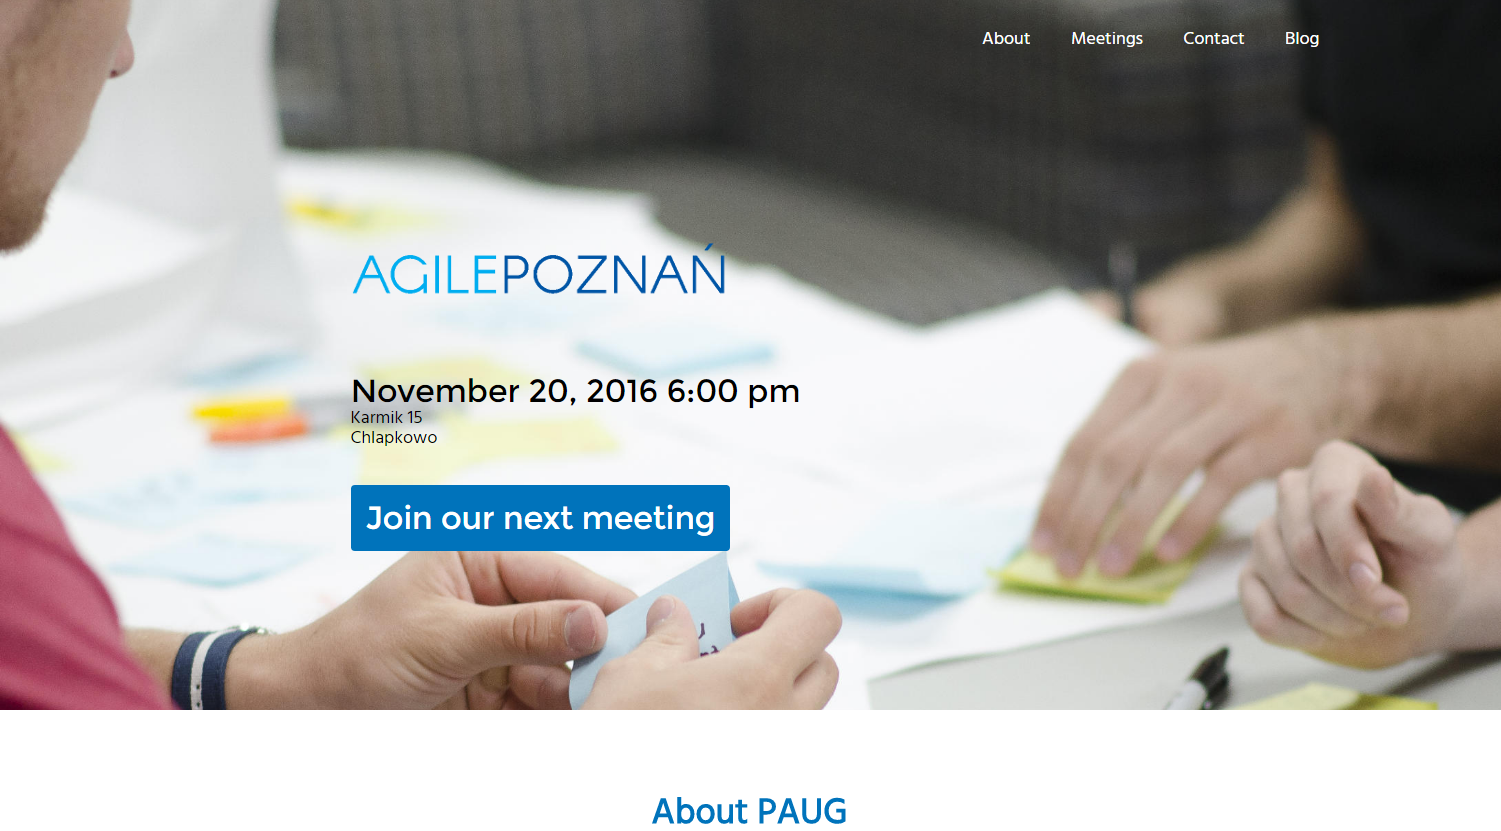 About Meetings Contact Blog
AGILEPOZNAŃ
November 20, 2016 6:00 pm
Karmik 15
Chlapkowo
Join our next meeting
About PAUG